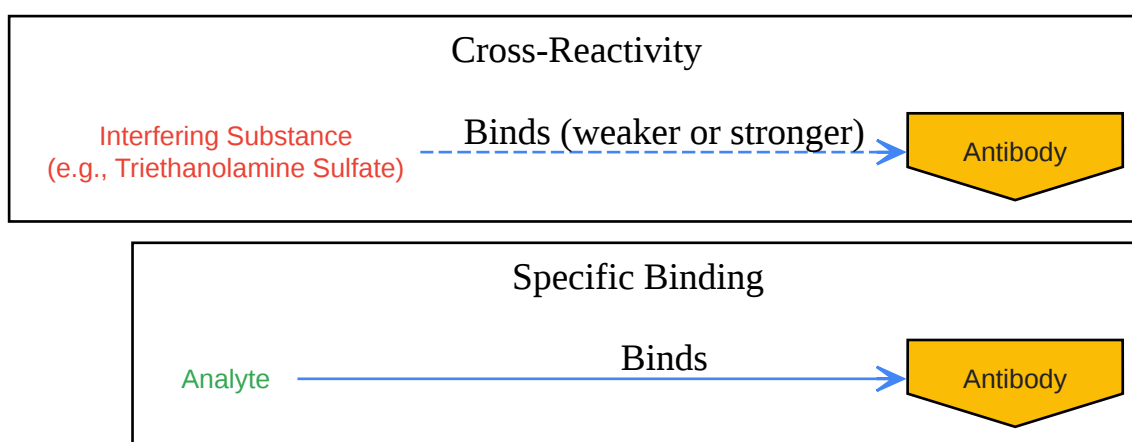 Cross-Reactivity
Interfering Substance
(e.g., Triethanolamine Sulfate)
Binds (weaker or stronger)
Antibody
Specific Binding
Analyte
Binds
Antibody